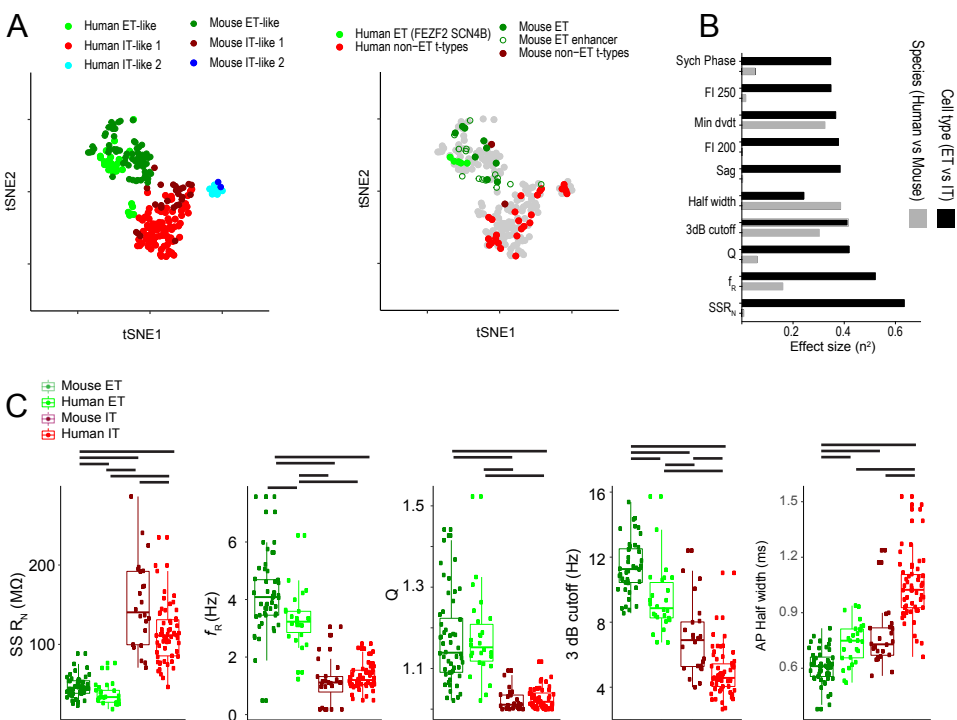 A
Human ET-like
Human IT-like 1
Human IT-like 2
Mouse ET-like
Mouse IT-like 1
Mouse IT-like 2
tSNE2
tSNE1
Human ET (FEZF2 SCN4B)
Human non-ET t-types
Mouse ET
Mouse ET enhancer
Mouse non-ET t-types
tSNE2
tSNE1
B
Sych Phase
FI 250
Min dvdt
FI 200
Sag
Half width
3dB cutoff
Q
fR
SSRN
0.2 0.4 0.6
Effect size (n²)
Species (Human vs Mouse)
Cell type (ET vs IT)
C
Mouse ET
Human ET
Mouse IT
Human IT
SS RN (MΩ)
200
100
fR (Hz)
6
4
2
0
Q
1.5
1.3
1.1
3 dB cutoff (Hz)
16
12
8
4
AP Half width (ms)
1.5
1.2
0.9
0.6